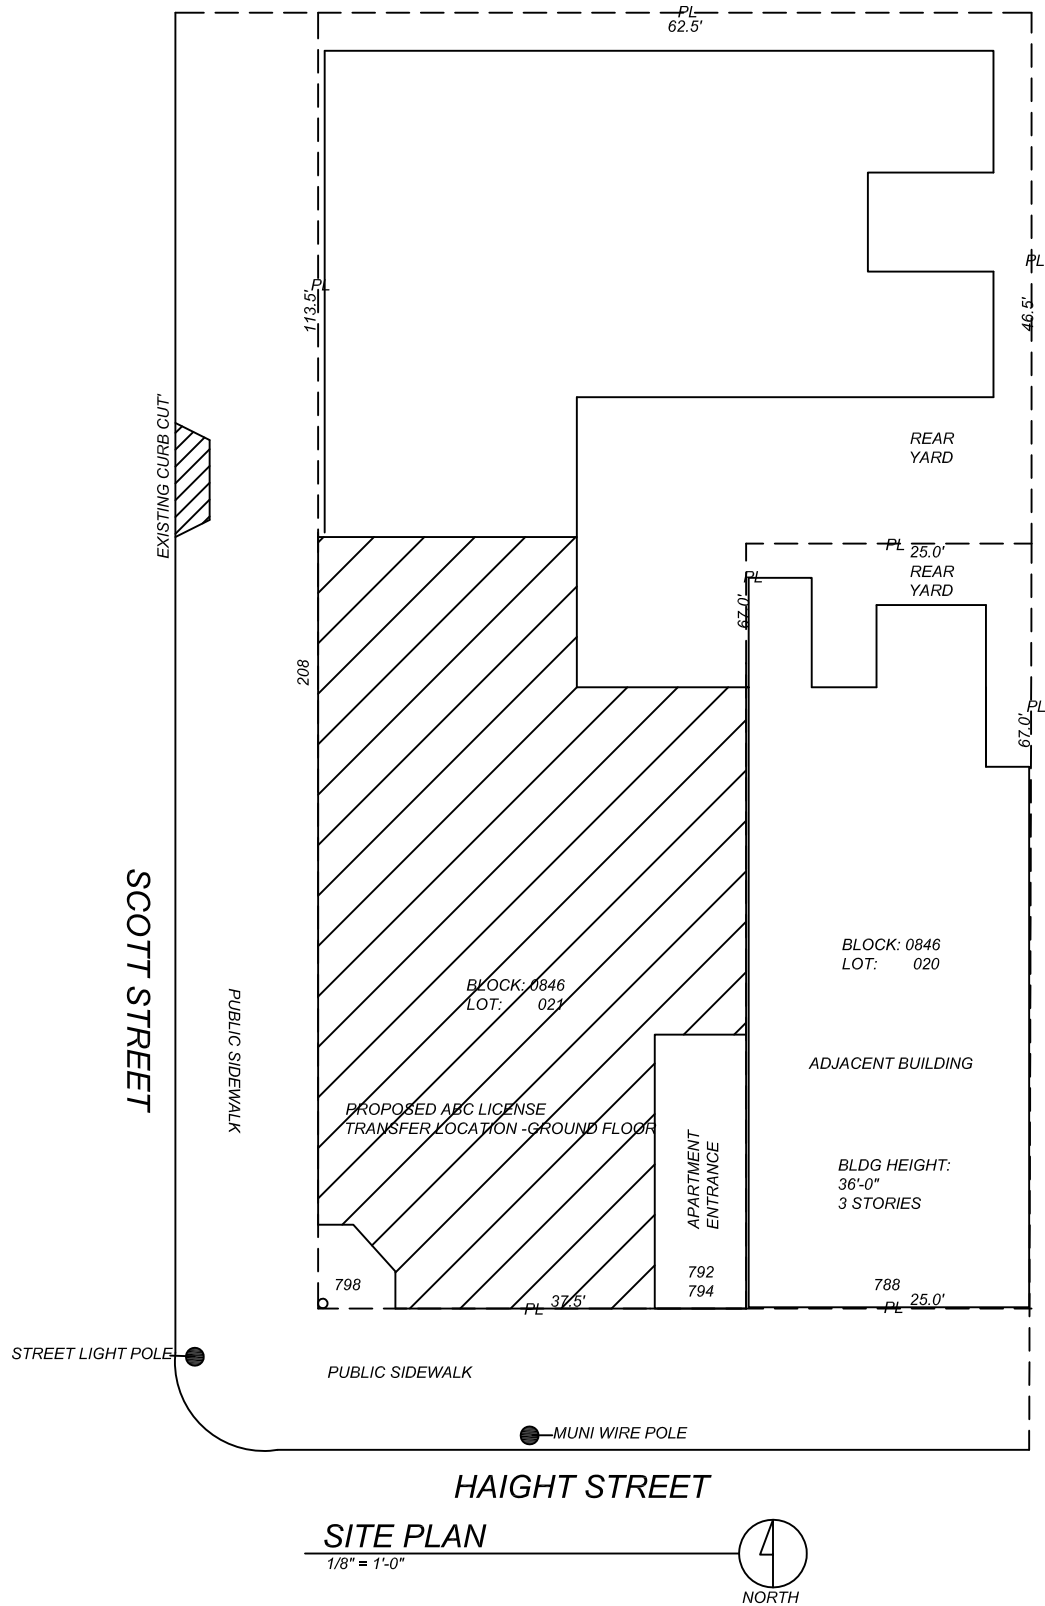 PL
62.5'
PL
113.5'
PL
46.5'
EXISTING CURB CUT'
REAR
YARD
PL
25.0'
REAR
YARD
PL
67.0'
208
PL
67.0'
SCOTT STREET
PUBLIC SIDEWALK
BLOCK: 0846
LOT: 021
BLOCK: 0846
LOT: 020
ADJACENT BUILDING
PROPOSED ABC LICENSE
TRANSFER LOCATION -GROUND FLOOR
APARTMENT
ENTRANCE
BLDG HEIGHT:
36'-0"
3 STORIES
798
792
794
788
PL
37.5'
PL
25.0'
STREET LIGHT POLE
PUBLIC SIDEWALK
MUNI WIRE POLE
HAIGHT STREET
SITE PLAN
1/8" = 1'-0"
NORTH